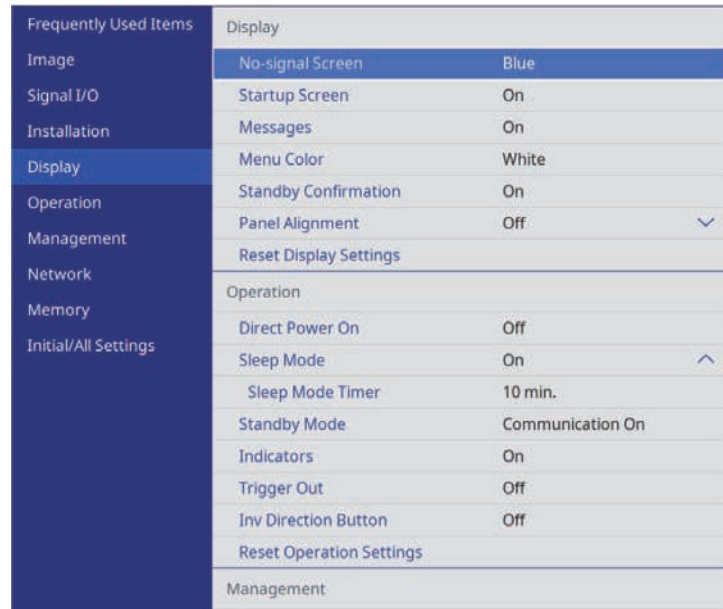 Frequently Used Items
Image
Signal I/O
Installation
Display
Operation
Management
Network
Memory
Initial/All Settings
Display
No-signal Screen Blue
Startup Screen On
Messages On
Menu Color White
Standby Confirmation On
Panel Alignment Off
Reset Display Settings
Operation
Direct Power On Off
Sleep Mode On
Sleep Mode Timer 10 min.
Standby Mode Communication On
Indicators On
Trigger Out Off
Inv Direction Button Off
Reset Operation Settings
Management